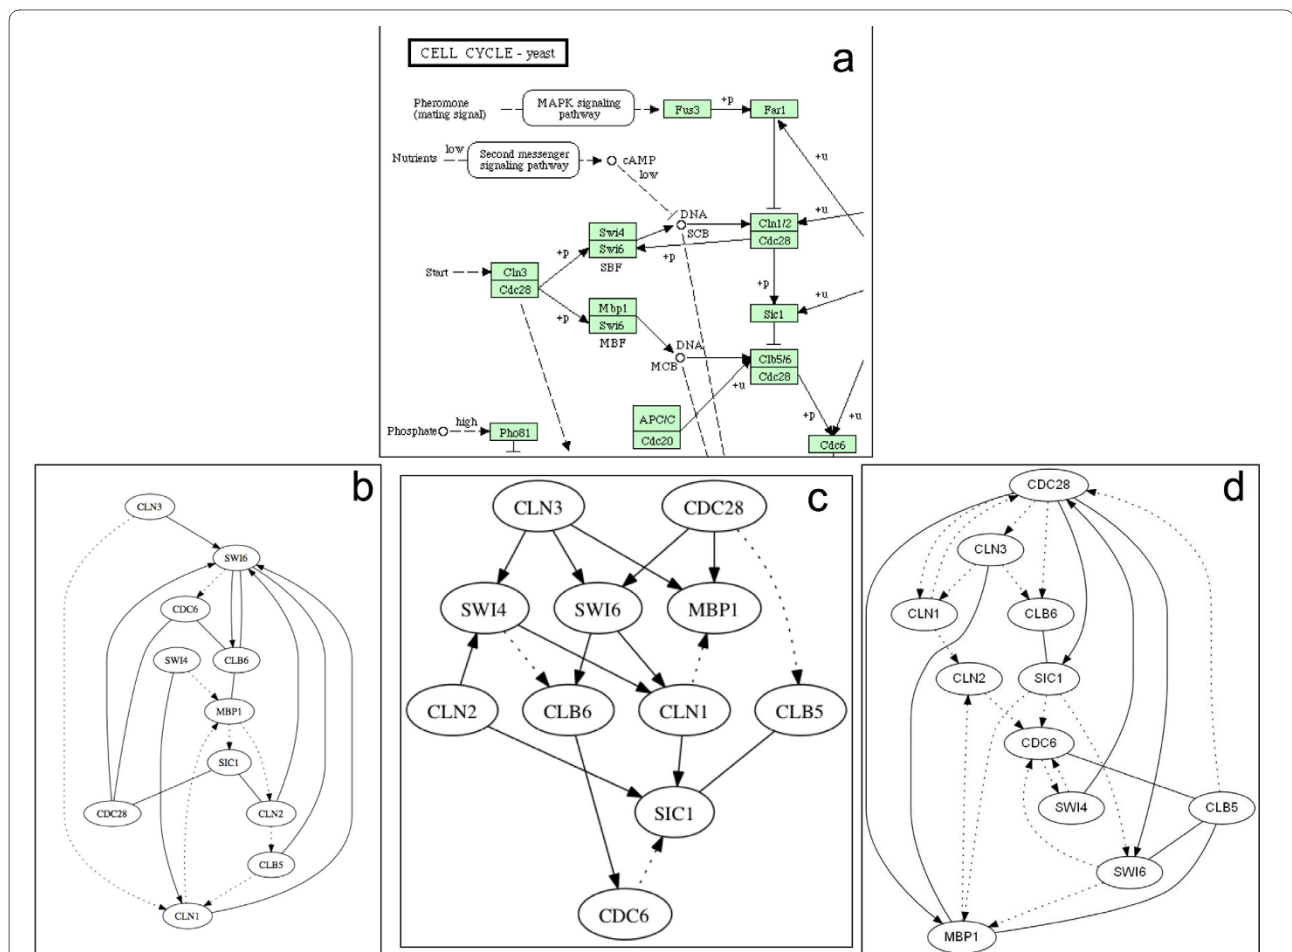 CELL CYCLE - yeast
a
Pheromone
(mating signal)
MAPK signaling
pathway
Fus3
+p
Far1
Nutrients
low
Second messenger
signaling pathway
cAMP
low
+u
DNA
SCB
Cln1/2
Cdc28
+u
Swi4
Swi6
SBF
+p
+p
Start
Cln3
Cdc28
+p
+p
Mbp1
Swi6
MBF
Sic1
+u
DNA
MCB
Clb5/6
Cdc28
+u
APC/C
Cdc20
+p
+u
Phosphate
high
Pho81
Cdc6
b
CLN3
SWI6
CDC6
SWI4
CLB6
MBP1
SIC1
CDC28
CLN2
CLB5
CLN1
c
CLN3
CDC28
SWI4
SWI6
MBP1
CLN2
CLB6
CLN1
CLB5
SIC1
CDC6
d
CDC28
CLN3
CLN1
CLB6
CLN2
SIC1
CDC6
SWI4
CLB5
SWI6
MBP1